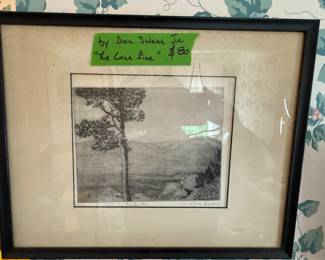 by Don Swann Jr
"The Lone Pine" $80